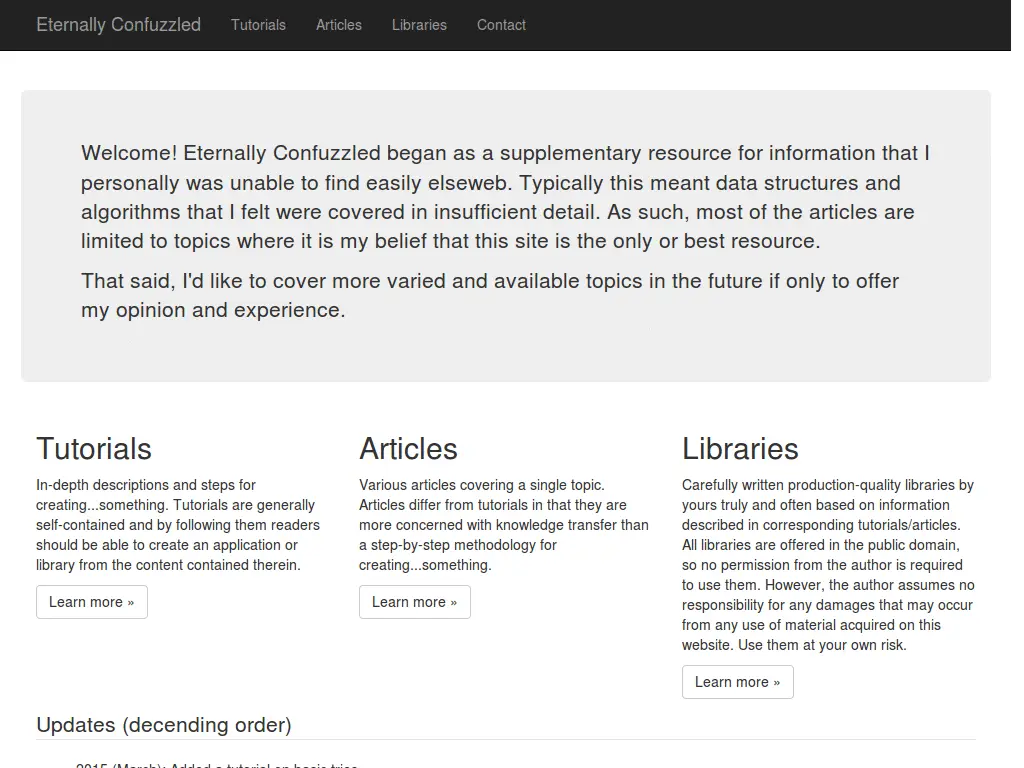 Eternally Confuzzled Tutorials Articles Libraries Contact
Welcome! Eternally Confuzzled began as a supplementary resource for information that I
personally was unable to find easily elseweb. Typically this meant data structures and
algorithms that I felt were covered in insufficient detail. As such, most of the articles are
limited to topics where it is my belief that this site is the only or best resource.
That said, I'd like to cover more varied and available topics in the future if only to offer
my opinion and experience.
Tutorials
In-depth descriptions and steps for
creating...something. Tutorials are generally
self-contained and by following them readers
should be able to create an application or
library from the content contained therein.
Learn more »
Articles
Various articles covering a single topic.
Articles differ from tutorials in that they are
more concerned with knowledge transfer than
a step-by-step methodology for
creating...something.
Learn more »
Libraries
Carefully written production-quality libraries by
yours truly and often based on information
described in corresponding tutorials/articles.
All libraries are offered in the public domain,
so no permission from the author is required
to use them. However, the author assumes no
responsibility for any damages that may occur
from any use of material acquired on this
website. Use them at your own risk.
Learn more »
Updates (decending order)
2015 (March): Added a tutorial on basic tries